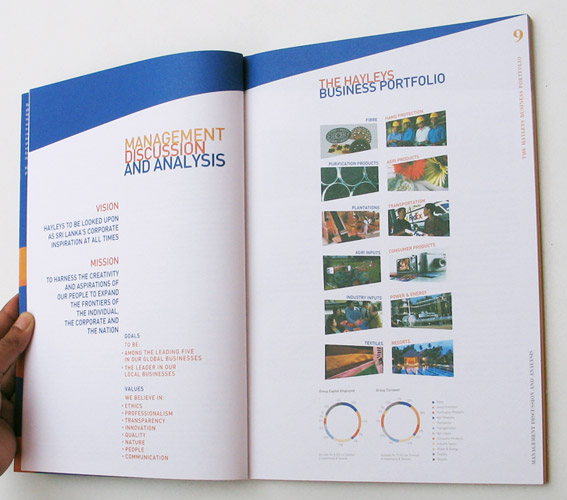 MANAGEMENT
DISCUSSION
AND ANALYSIS
VISION
HAYLEYS TO BE LOOKED UPON
AS SRI LANKA'S CORPORATE
INSPIRATION AT ALL TIMES
MISSION
TO HARNESS THE CREATIVITY
AND ASPIRATIONS OF
OUR PEOPLE TO EXPAND
THE FRONTIERS OF
THE INDIVIDUAL,
THE CORPORATE AND
THE NATION
GOALS
TO BE:
• AMONG THE LEADING FIVE
IN OUR GLOBAL BUSINESSES
• THE LEADER IN OUR
LOCAL BUSINESSES
VALUES
WE BELIEVE IN:
• ETHICS
• PROFESSIONALISM
• TRANSPARENCY
• INNOVATION
• QUALITY
• NATURE
• PEOPLE
• COMMUNICATION
9
THE HAYLEYS BUSINESS PORTFOLIO
THE HAYLEYS
BUSINESS PORTFOLIO
FIBRE
HAND PROTECTION
PURIFICATION PRODUCTS
AGRI PRODUCTS
PLANTATIONS
TRANSPORTATION
FedEx
AGRI INPUTS
CONSUMER PRODUCTS
INDUSTRY INPUTS
POWER & ENERGY
TEXTILES
RESORTS
Group Capital Employed
Group Turnover
MANAGEMENT DISCUSSION AND ANALYSIS